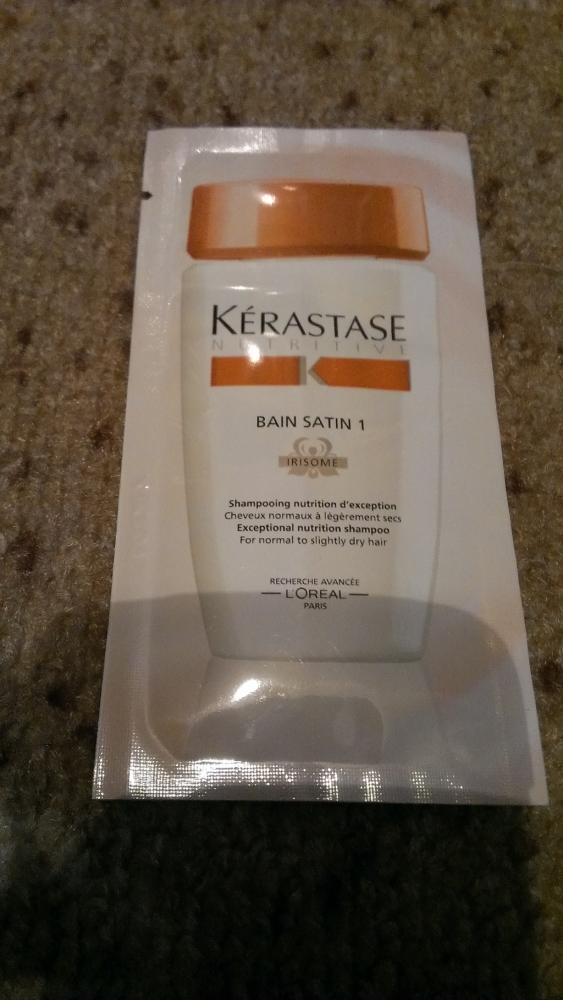 KÉRASTASE
NUTRITIVE
BAIN SATIN 1
IRISOME
Shampooing nutrition d'exception
Cheveux normaux à légèrement secs
Exceptional nutrition shampoo
For normal to slightly dry hair
RECHERCHE AVANCÉE
L'ORÉAL
PARIS